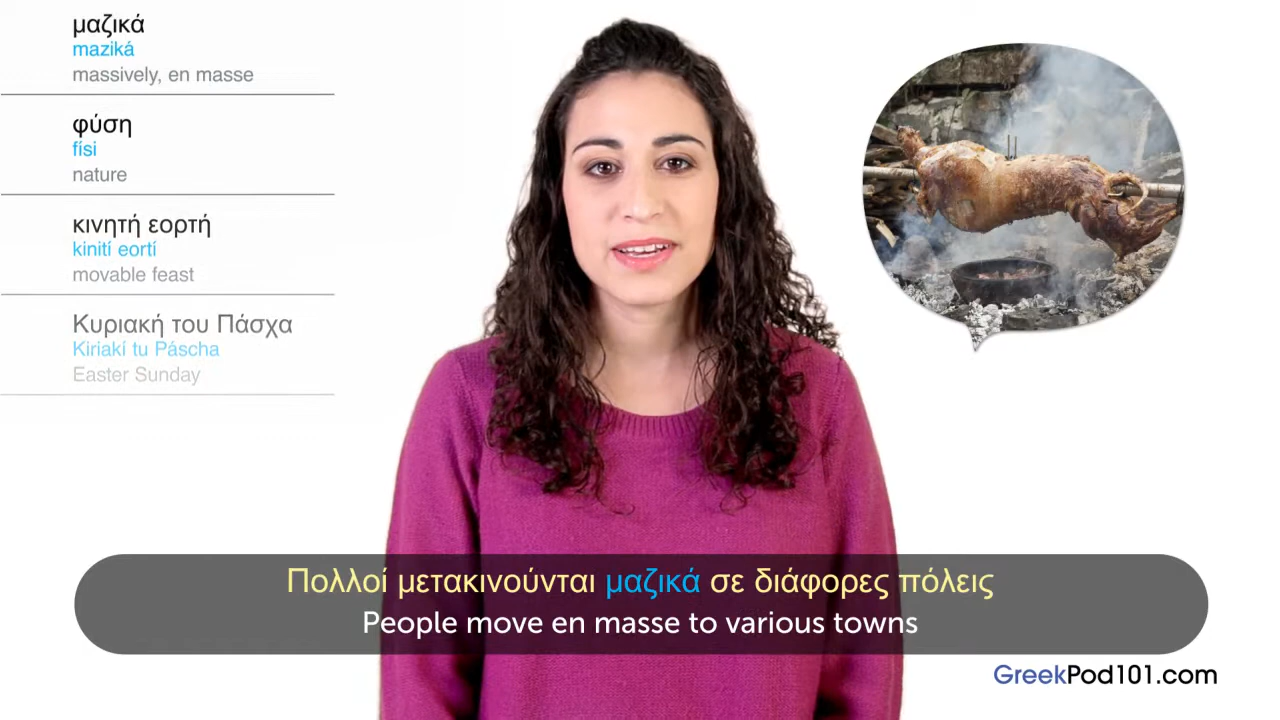 μαζικά
maziká
massively, en masse
φύση
físi
nature
κινητή εορτή
kinití eortí
movable feast
Κυριακή του Πάσχα
Kiriakí tu Páscha
Easter Sunday
Πολλοί μετακινούνται μαζικά σε διάφορες πόλεις
People move en masse to various towns
GreekPod101.com